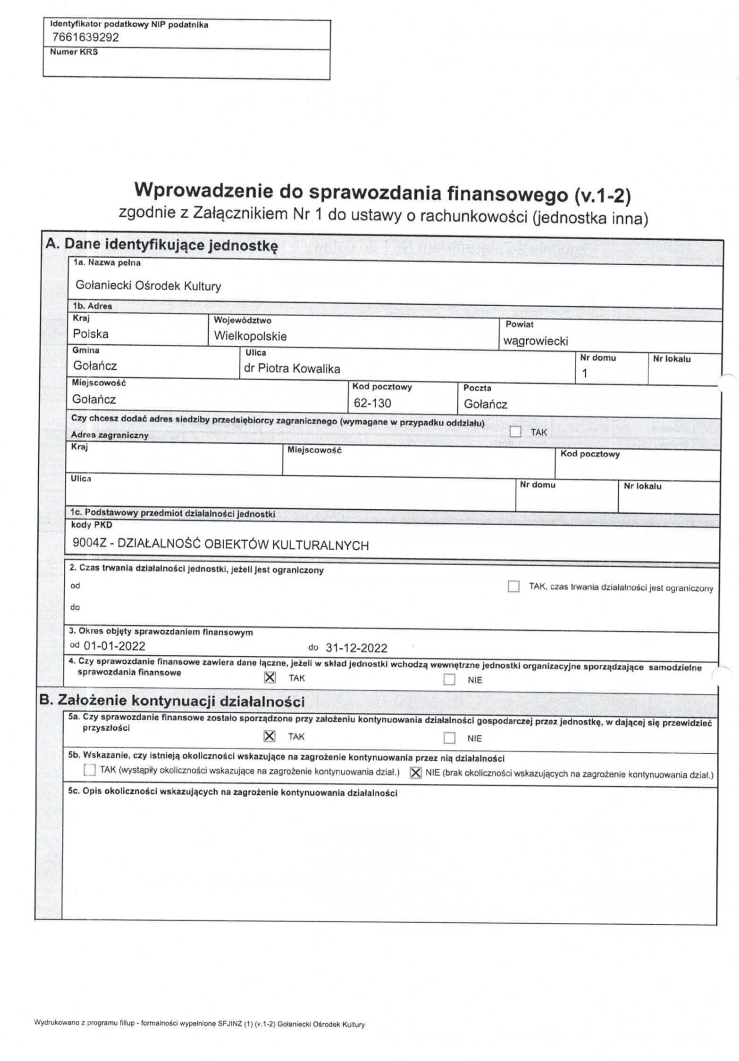 Identyfikator podatkowy NIP podatnika
7661639292
Numer KRS
Wprowadzenie do sprawozdania finansowego (v.1-2)
zgodnie z Załącznikiem Nr 1 do ustawy o rachunkowości (jednostka inna)
A. Dane identyfikujące jednostkę
1a. Nazwa pełna
Gołaniecki Ośrodek Kultury
1b. Adres
Kraj Województwo Powiat
Polska Wielkopolskie wągrowiecki
Gmina Ulica Nr domu Nr lokalu
Gołańcz dr Piotra Kowalika 1
Miejscowość Kod pocztowy Poczta
Gołańcz 62-130 Gołańcz
Czy chcesz dodać adres siedziby przedsiębiorcy zagranicznego (wymagane w przypadku oddziału)
TAK
Adres zagraniczny
Kraj Miejscowość Kod pocztowy
Ulica Nr domu Nr lokalu
1c. Podstawowy przedmiot działalności jednostki
kody PKD
9004Z - DZIAŁALNOŚĆ OBIEKTÓW KULTURALNYCH
2. Czas trwania działalności jednostki, jeżeli jest ograniczony
od TAK, czas trwania działalności jest ograniczony
do
3. Okres objęty sprawozdaniem finansowym
od 01-01-2022 do 31-12-2022
4. Czy sprawozdanie finansowe zawiera dane łączne, jeżeli w skład jednostki wchodzą wewnętrzne jednostki organizacyjne sporządzające samodzielne
sprawozdania finansowe
TAK NIE
B. Założenie kontynuacji działalności
5a. Czy sprawozdanie finansowe zostało sporządzone przy założeniu kontynuowania działalności gospodarczej przez jednostkę, w dającej się przewidzieć
przyszłości
TAK NIE
5b. Wskazanie, czy istnieją okoliczności wskazujące na zagrożenie kontynuowania przez nią działalności
TAK (wystąpiły okoliczności wskazujące na zagrożenie kontynuowania dział.) NIE (brak okoliczności wskazujących na zagrożenie kontynuowania dział.)
5c. Opis okoliczności wskazujących na zagrożenie kontynuowania działalności
Wydrukowano z programu fillup - formalności wypełnione SFJINZ (1) (v.1-2) Gołaniecki Ośrodek Kultury